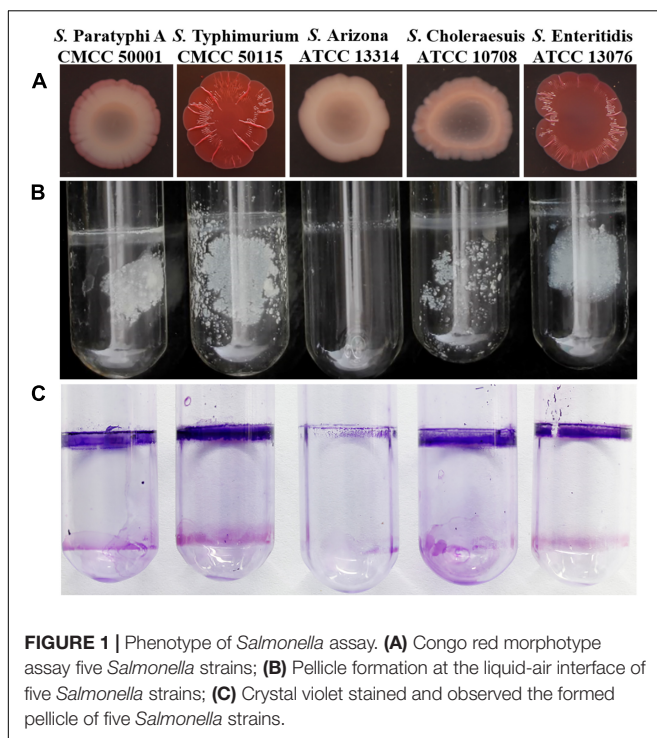 S. Paratyphi A S. Typhimurium S. Arizona S. Choleraesuis S. Enteritidis
CMCC 50001 CMCC 50115 ATCC 13314 ATCC 10708 ATCC 13076
A
B
C
FIGURE 1 | Phenotype of Salmonella assay. (A) Congo red morphotype
assay five Salmonella strains; (B) Pellicle formation at the liquid-air interface of
five Salmonella strains; (C) Crystal violet stained and observed the formed
pellicle of five Salmonella strains.